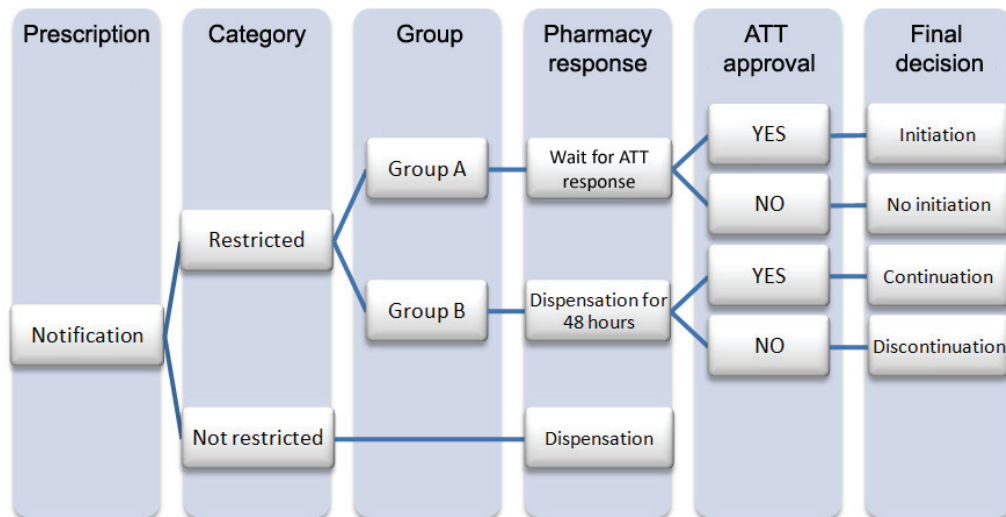 Prescription
Category
Group
Pharmacy
response
ATT
approval
Final
decision
Notification
Restricted
Not restricted
Group A
Group B
Wait for ATT
response
Dispensation for
48 hours
Dispensation
YES
NO
YES
NO
Initiation
No initiation
Continuation
Discontinuation